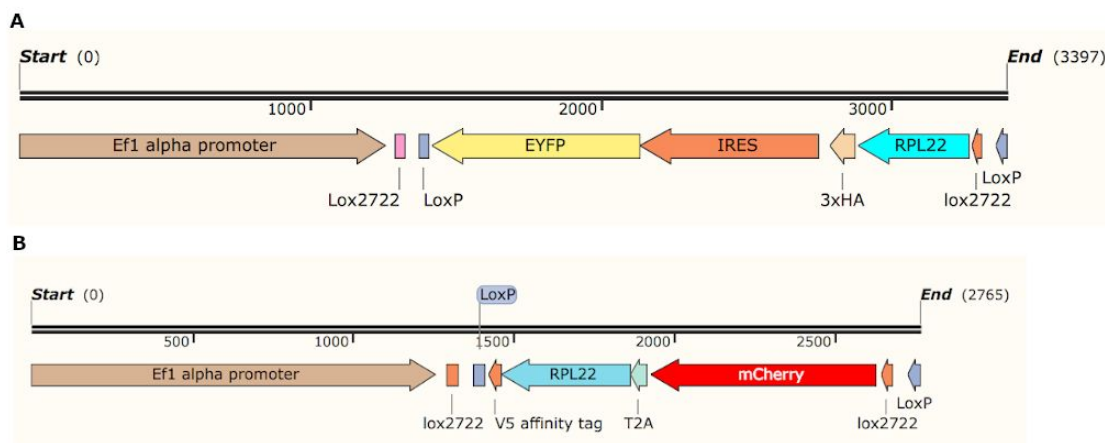 A
Start (0)
End (3397)
1000
2000
3000
Ef1 alpha promoter
EYFP
IRES
RPL22
LoxP
Lox2722
LoxP
3xHA
lox2722
B
Start (0)
LoxP
End (2765)
500
1000
1500
2000
2500
Ef1 alpha promoter
RPL22
mCherry
LoxP
lox2722
V5 affinity tag
T2A
lox2722